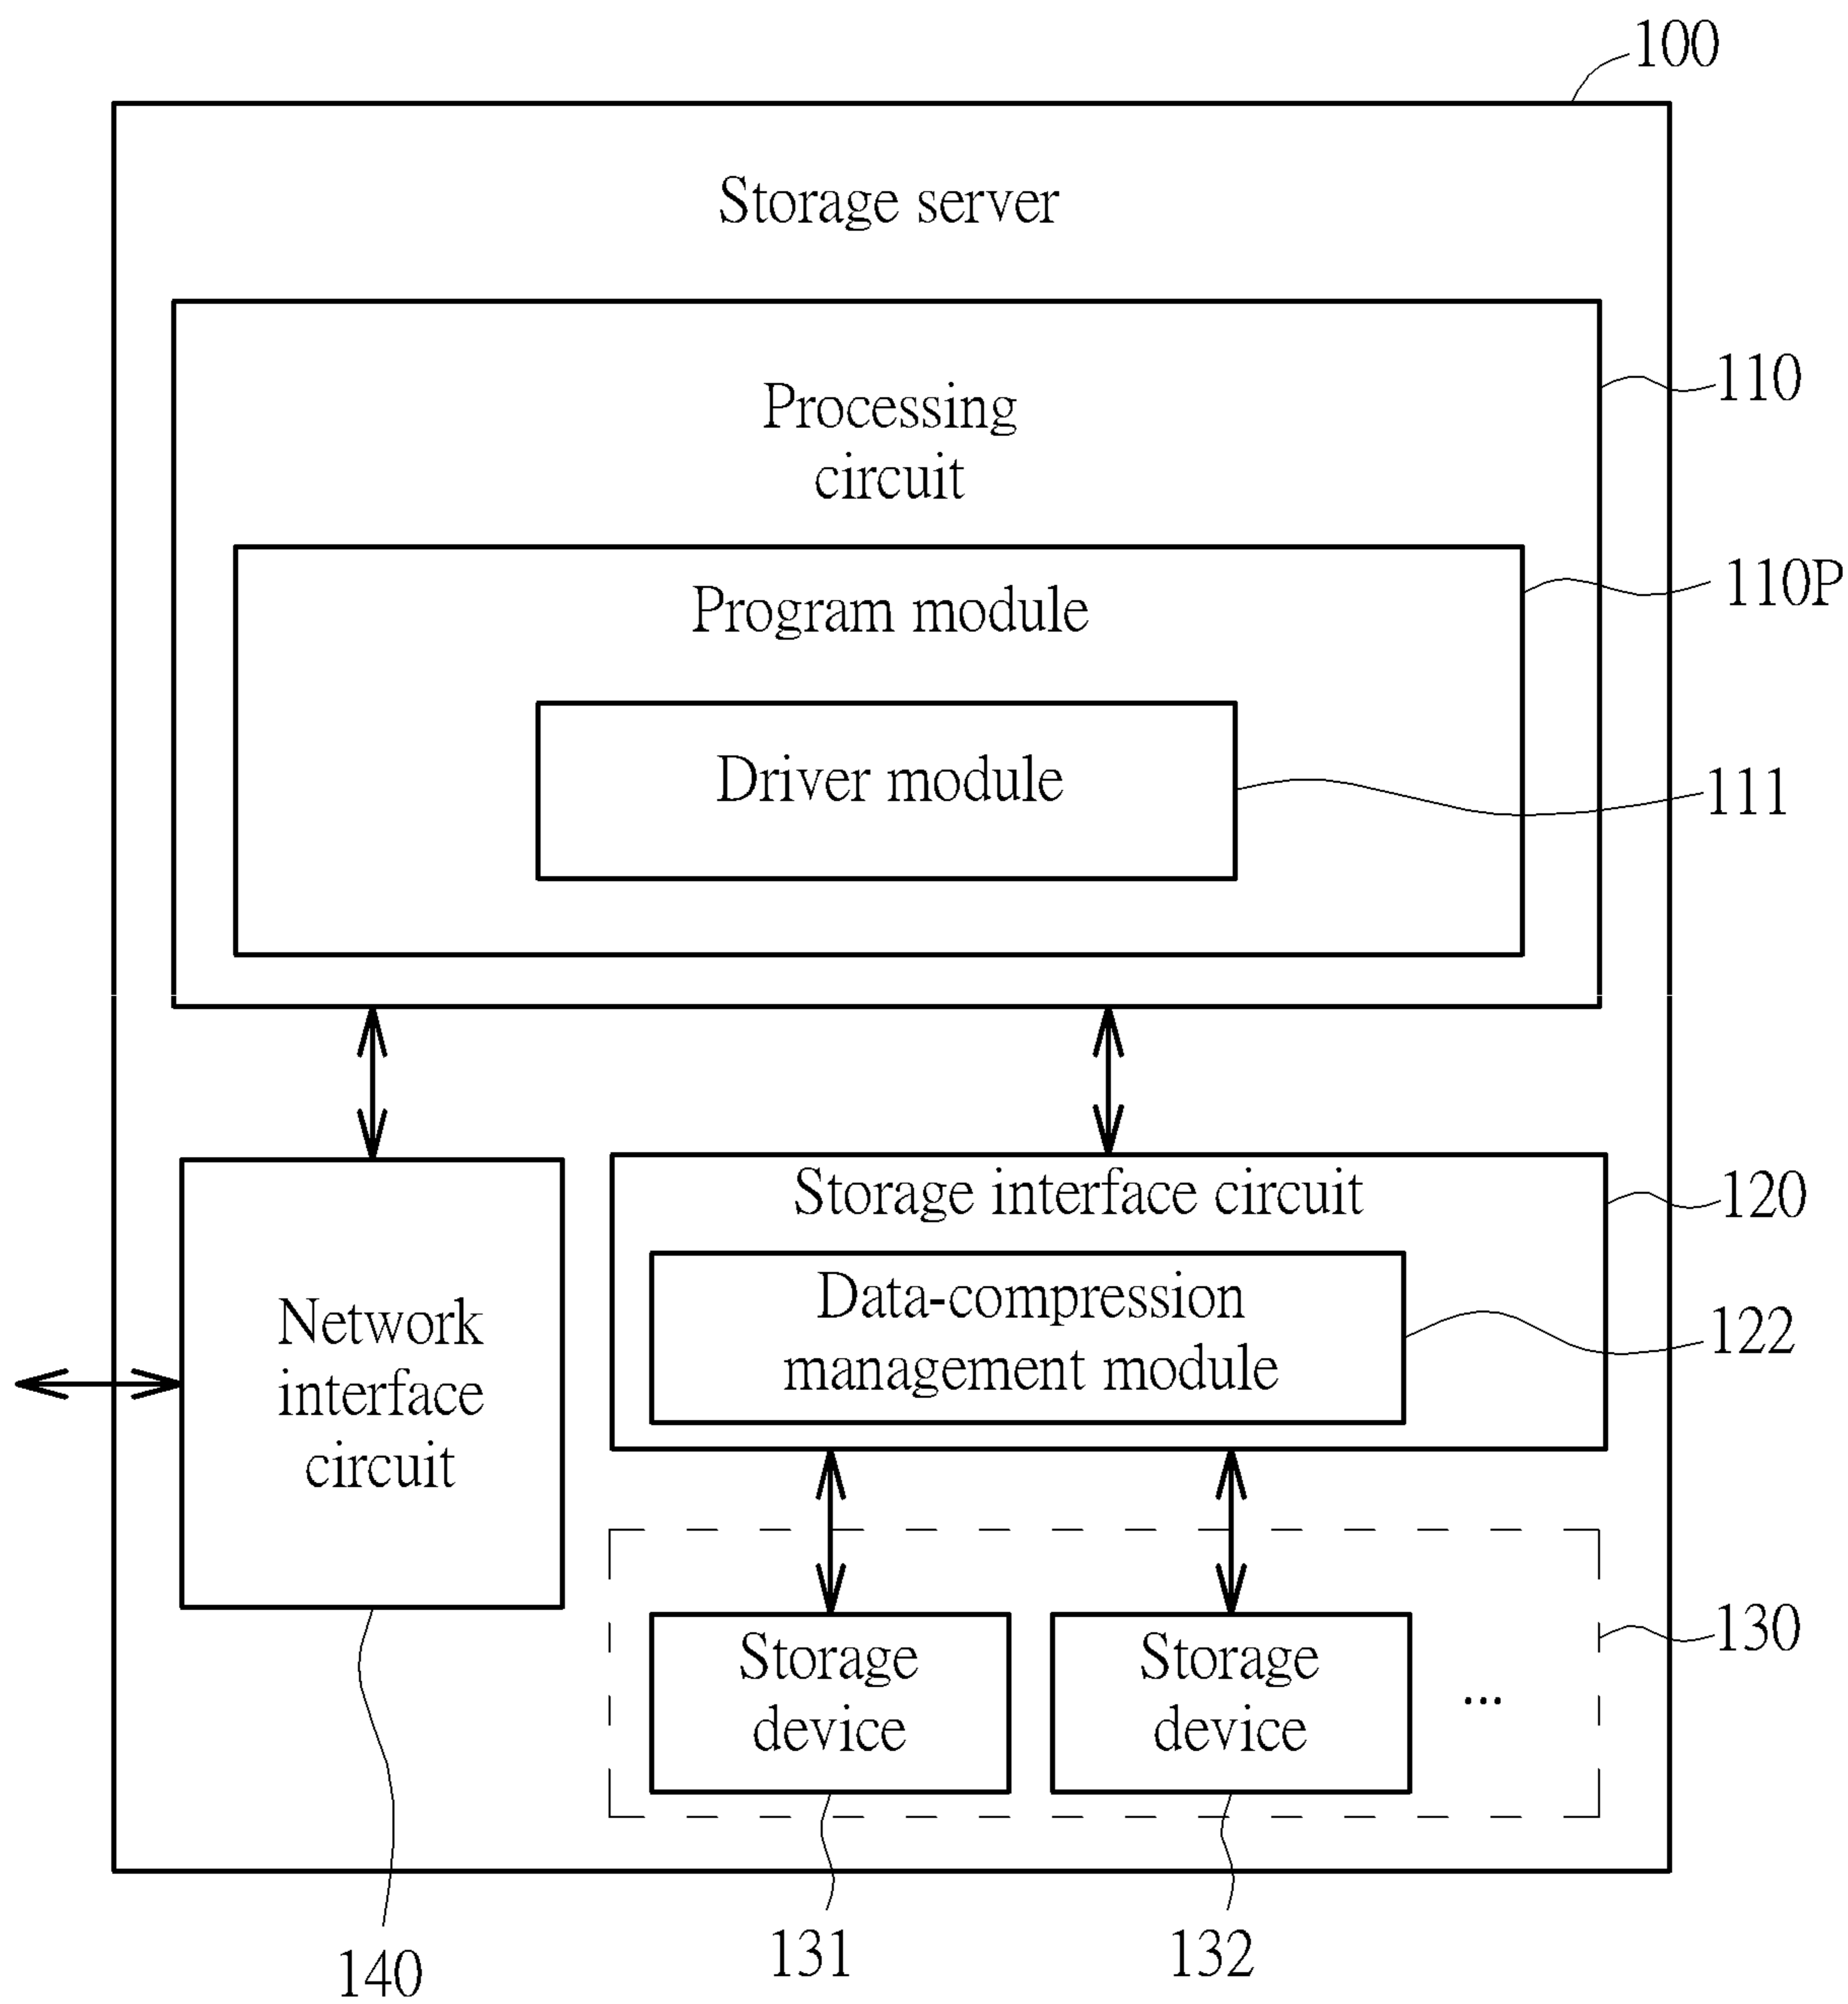 100
Storage server
Processing
circuit
110
Program module
110P
Driver module
111
Storage interface circuit
120
Data-compression
management module
122
Network
interface
circuit
Storage
device
Storage
device
...
130
140
131
132